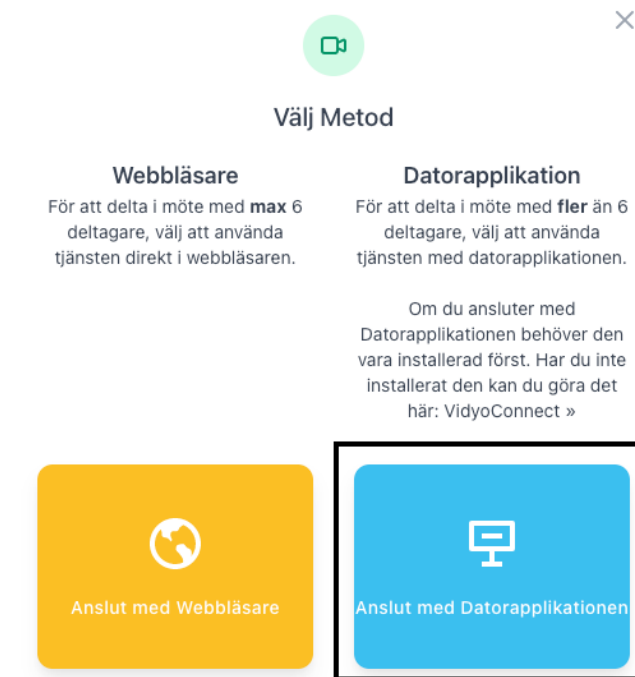 Välj Metod
Webbläsare
För att delta i möte med max 6
deltagare, välj att använda
tjänsten direkt i webbläsaren.
Datorapplikation
För att delta i möte med fler än 6
deltagare, välj att använda
tjänsten med datorapplikationen.
Om du ansluter med
Datorapplikationen behöver den
vara installerad först. Har du inte
installerat den kan du göra det
här: VidyoConnect »
Anslut med Webbläsare
Anslut med Datorapplikationen